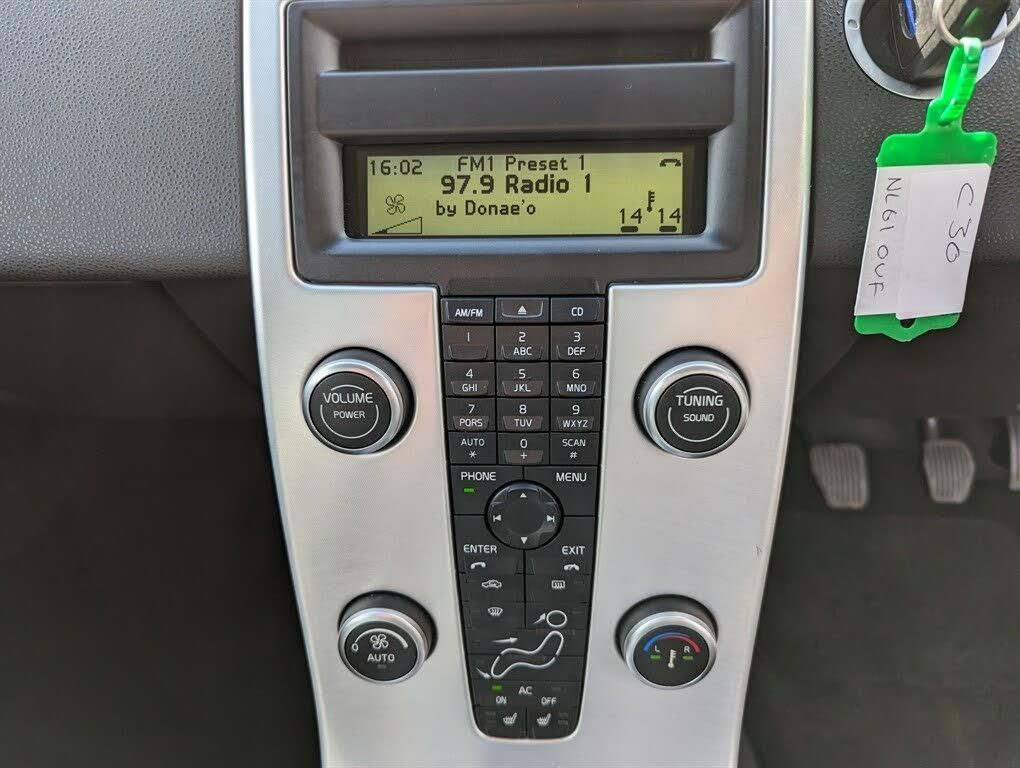 16:02
FM1 Preset 1
97.9 Radio 1
by Donae'o
14 14
C30
NL61 OVF
AM/FM
CD
1
2
ABC
3
DEF
4
GHI
5
JKL
6
MNO
7
PQRS
8
TUV
9
WXYZ
AUTO
*
0
+
SCAN
#
VOLUME
POWER
TUNING
SOUND
PHONE
MENU
ENTER
EXIT
0
AUTO
L R
AC
ON
OFF